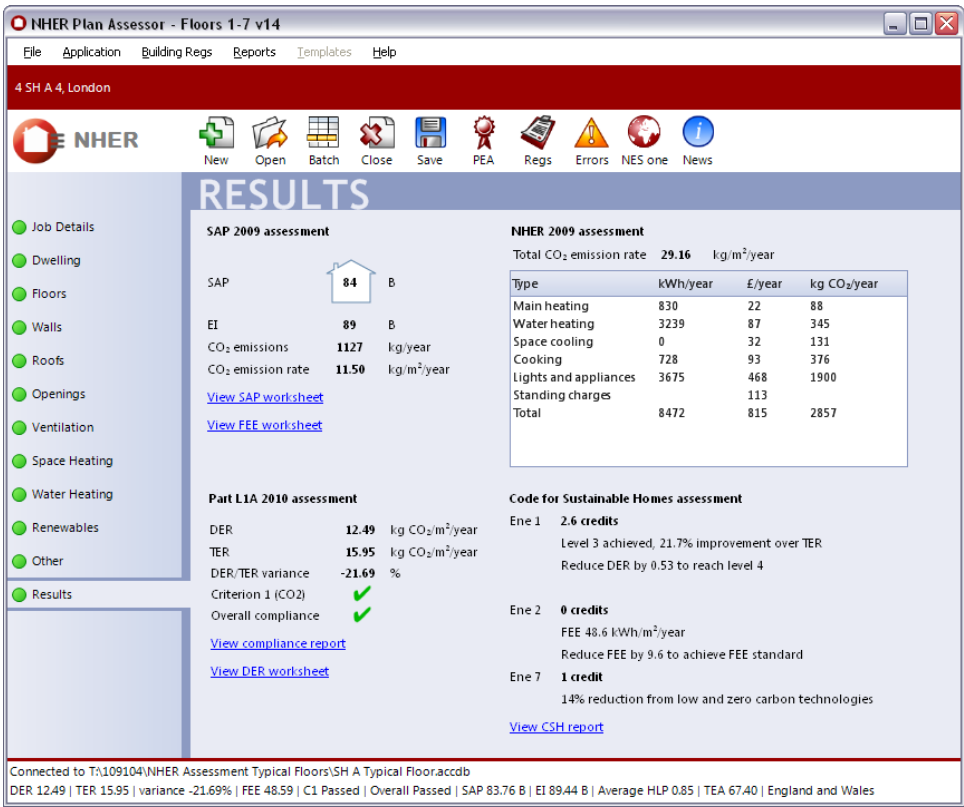 NHER Plan Assessor - Floors 1-7 v14
File Application Building Regs Reports Templates Help
4 SH A 4, London
NHER
New Open Batch Close Save PEA Regs Errors NES one News
RESULTS
Job Details
Dwelling
Floors
Walls
Roofs
Openings
Ventilation
Space Heating
Water Heating
Renewables
Other
Results
SAP 2009 assessment
SAP 84 B
EI 89 B
CO₂ emissions 1127 kg/year
CO₂ emission rate 11.50 kg/m²/year
View SAP worksheet
View FEE worksheet
NHER 2009 assessment
Total CO₂ emission rate 29.16 kg/m²/year
Type kWh/year £/year kg CO₂/year
Main heating 830 22 88
Water heating 3239 87 345
Space cooling 0 32 131
Cooking 728 93 376
Lights and appliances 3675 468 1900
Standing charges 113
Total 8472 815 2857
Part L1A 2010 assessment
DER 12.49 kg CO₂/m²/year
TER 15.95 kg CO₂/m²/year
DER/TER variance -21.69 %
Criterion 1 (CO2)
Overall compliance
View compliance report
View DER worksheet
Code for Sustainable Homes assessment
Ene 1 2.6 credits
Level 3 achieved, 21.7% improvement over TER
Reduce DER by 0.53 to reach level 4
Ene 2 0 credits
FEE 48.6 kWh/m²/year
Reduce FEE by 9.6 to achieve FEE standard
Ene 7 1 credit
14% reduction from low and zero carbon technologies
View CSH report
Connected to T:\109104\NHER Assessment Typical Floors\SH A Typical Floor.accdb
DER 12.49 | TER 15.95 | variance -21.69% | FEE 48.59 | C1 Passed | Overall Passed | SAP 83.76 B | EI 89.44 B | Average HLP 0.85 | TEA 67.40 | England and Wales